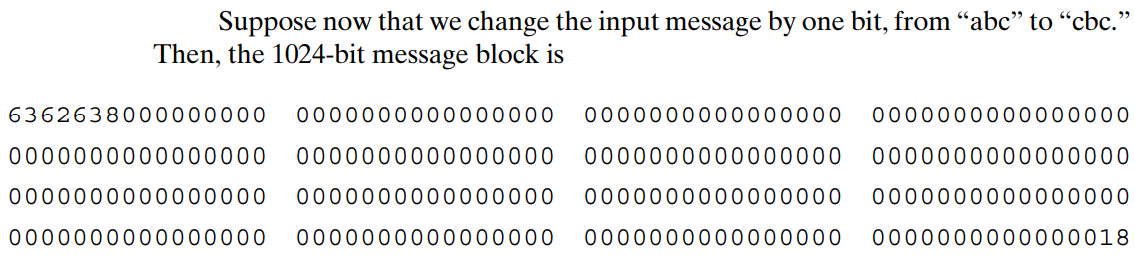 Suppose now that we change the input message by one bit, from “abc” to “cbc.”
Then, the 1024-bit message block is
6362638000000000 0000000000000000 0000000000000000 0000000000000000
0000000000000000 0000000000000000 0000000000000000 0000000000000000
0000000000000000 0000000000000000 0000000000000000 0000000000000000
0000000000000000 0000000000000000 0000000000000000 0000000000000018